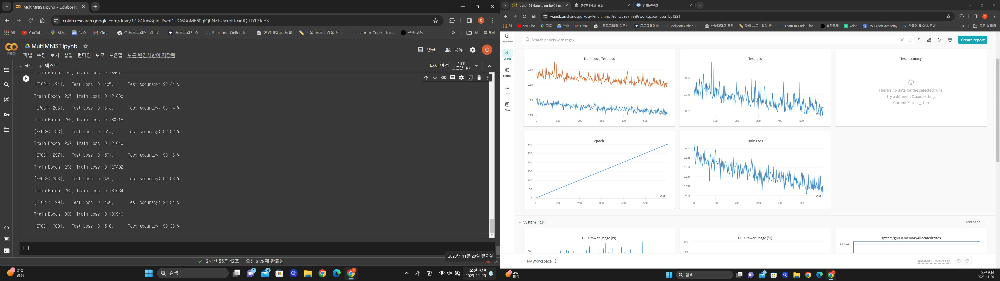 MultiMNIST.ipynb - Colaborat
colab.research.google.com/drive/17-8Omx8pInLPwnDiUO6GoM660qIQhNZE#scrollTo=9QrtJYL3JapS
앱 YouTube 지도 뉴스 Gmail C 프로그래밍 입문/... 프로그래머스 Baekjoon Online Ju... 한양대학교 포털 강의 노트 | 강의 번... Learn to Code - for... 생활코딩 » 모든 북마크
PRO
MultiMNIST.ipynb
댓글 공유 C
파일 수정 보기 삽입 런타임 도구 도움말 모든 변경사항이 저장됨
+ 코드 + 텍스트
다시 연결 A100 고용량 RAM
Train Epoch: 294, Train Loss: 0.134071
[EPOCH: 294], Test Loss: 0.1485, Test Accuracy: 93.44 %
Train Epoch: 295, Train Loss: 0.131888
[EPOCH: 295], Test Loss: 0.1513, Test Accuracy: 93.14 %
Train Epoch: 296, Train Loss: 0.130719
[EPOCH: 296], Test Loss: 0.1514, Test Accuracy: 92.92 %
Train Epoch: 297, Train Loss: 0.131846
[EPOCH: 297], Test Loss: 0.1501, Test Accuracy: 93.18 %
Train Epoch: 298, Train Loss: 0.129402
[EPOCH: 298], Test Loss: 0.1497, Test Accuracy: 92.96 %
Train Epoch: 299, Train Loss: 0.132064
[EPOCH: 299], Test Loss: 0.1490, Test Accuracy: 93.24 %
Train Epoch: 300, Train Loss: 0.130949
[EPOCH: 300], Test Loss: 0.1510, Test Accuracy: 93.36 %
[ ]
2023년 11월 20일 월요일
3시간 55분 42초 오전 3:28에 완료됨
1 2°C 맑음
검색
1 4
가 한
오전 9:19
2023-11-20
resnet_01 (bounding box) | mu 한양대학교 포털 강의콘텐츠
wandb.ai/chandsgdfkdsjvl/multimnist/runs/5927hhn9?workspace=user-lcy1221
앱 YouTube 지도 뉴스 Gmail C 프로그래밍 입문/... 프로그래머스 Baekjoon Online Ju... 한양대학교 포털 강의 노트 | 강의 번... Learn to Code - for... 생활코딩 velog SW Expert Academy 한국어 맞춤법/문법... » 모든 북마크
Overview
Charts
System
Logs
Files
Search panels with regex
Create report
Train Loss, Test loss
0.16
0.15
0.14
0.13
Step
0 100 200 300 400 500
Test loss
0.16
0.155
0.15
Step
100 200 300 400 500
Test accuracy
There's no data for the selected runs.
Try a different X axis setting.
Current X axis: _step
epoch
300
250
200
150
100
50
0
Step
0 100 200 300 400 500
Train Loss
0.14
0.138
0.136
0.134
0.132
0.13
Step
0 100 200 300 400 500
System 18
Add panel
GPU Power Usage (W)
80
GPU Power Usage (%)
100
80
system/gpu.0.memoryAllocatedBytes
3.67e+9
My Workspace
Updated 10 hours ago
1 2°C 맑음
검색
4
오전 9:19
2023-11-20